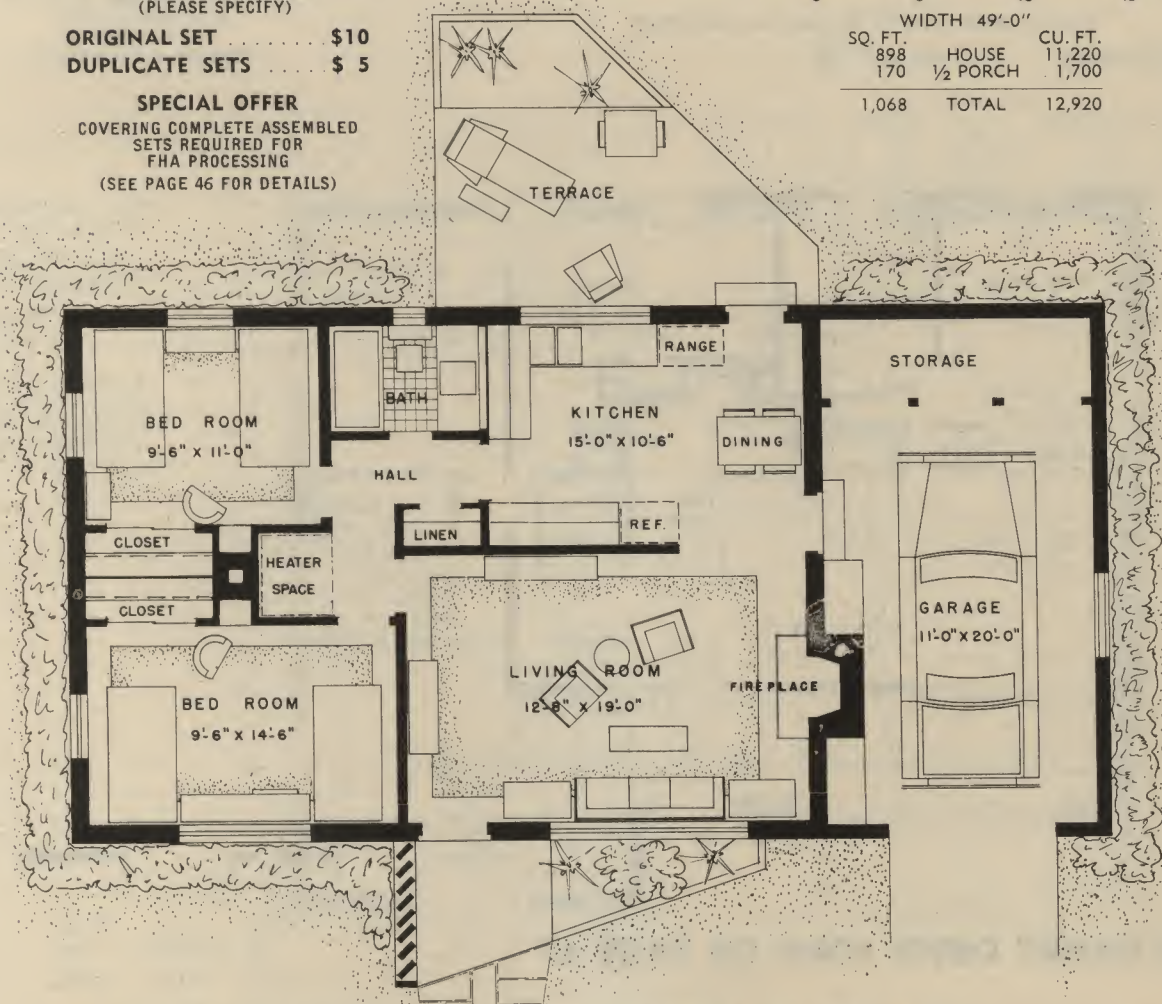 (PLEASE SPECIFY)
ORIGINAL SET ........ $10
DUPLICATE SETS ..... $ 5
SPECIAL OFFER
COVERING COMPLETE ASSEMBLED
SETS REQUIRED FOR
FHA PROCESSING
(SEE PAGE 46 FOR DETAILS)
WIDTH 49'-0"
SQ. FT. CU. FT.
898 HOUSE 11,220
170 ½ PORCH 1,700
1,068 TOTAL 12,920
TERRACE
RANGE
STORAGE
BATH
BED ROOM
9'-6" X 11'-0"
KITCHEN
15'-0" X 10'-6"
DINING
HALL
LINEN
REF.
CLOSET
HEATER
SPACE
CLOSET
GARAGE
11'-0" X 20'-0"
LIVING ROOM
12'-8" X 19'-0"
FIREPLACE
BED ROOM
9'-6" X 14'-6"